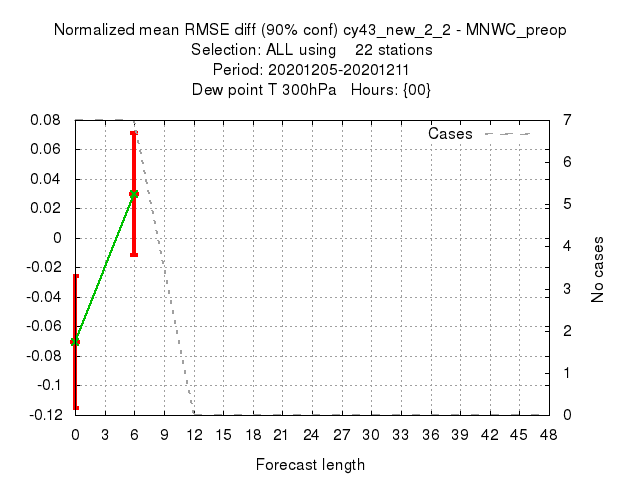 Normalized mean RMSE diff (90% conf) cy43_new_2_2 - MNWC_preop
Selection: ALL using    22 stations
Period: 20201205-20201211
Dew point T 300hPa   Hours: {00}
0.08
0.06
0.04
0.02
0
-0.02
-0.04
-0.06
-0.08
-0.1
-0.12
Cases
7
6
5
4
3
2
1
0
No cases
0 3 6 9 12 15 18 21 24 27 30 33 36 39 42 45 48
Forecast length